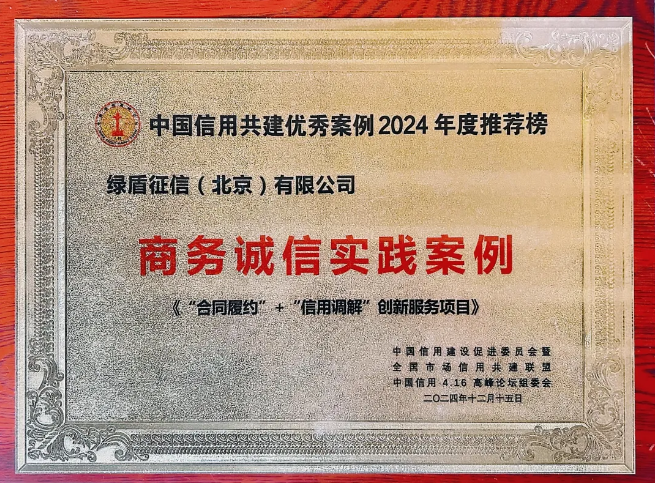 中国信用共建优秀案例2024年度推荐榜
绿盾征信（北京）有限公司
商务诚信实践案例
《“合同履约”+“信用调解”创新服务项目》
中国信用建设促进委员会暨
全国市场信用共建联盟
中国信用4.16高峰论坛组委会
二〇二四年十二月十五日